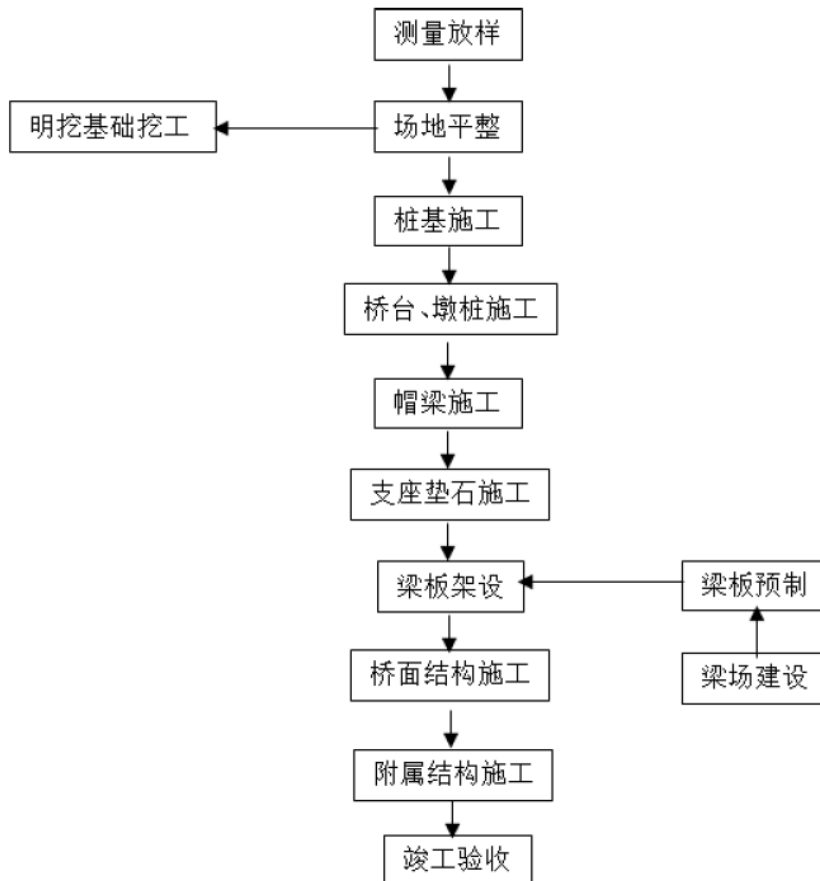 测量放样
明挖基础挖工
场地平整
桩基施工
桥台、墩桩施工
帽梁施工
支座垫石施工
梁板架设
梁板预制
桥面结构施工
梁场建设
附属结构施工
竣工验收